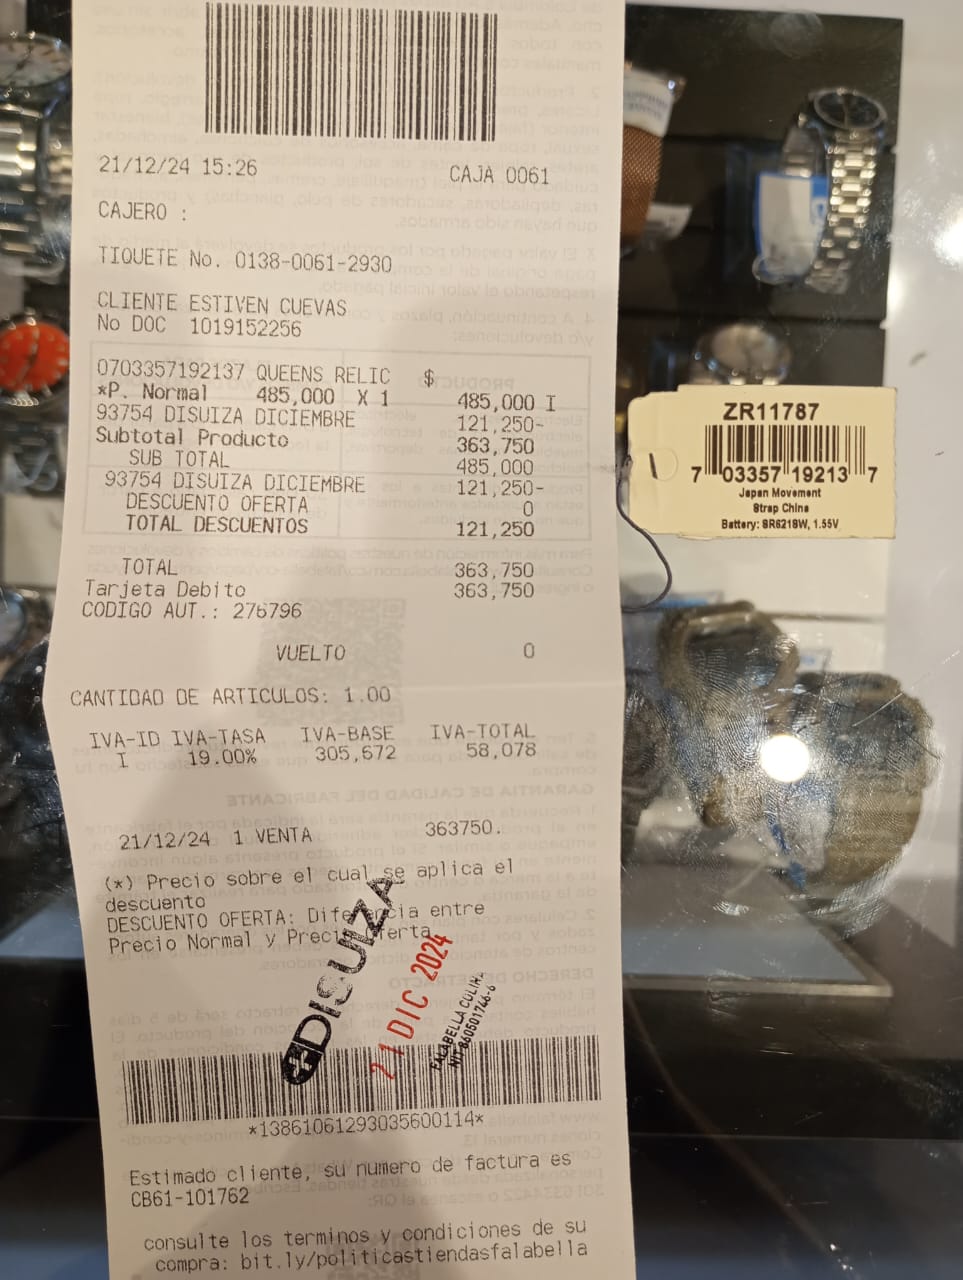 21/12/24 15:26 CAJA 0061
CAJERO :
TIQUETE No. 0138-0061-2930
CLIENTE ESTIVEN CUEVAS
No DOC 1019152256
0703357192137 QUEENS RELIC $
*P. Normal 485,000 X 1 485,000 I
93754 DISUIZA DICIEMBRE 121,250-
Subtotal Producto 363,750
SUB TOTAL 485,000
93754 DISUIZA DICIEMBRE 121,250-
DESCUENTO OFERTA 0
TOTAL DESCUENTOS 121,250
TOTAL 363,750
Tarjeta Debito 363,750
CODIGO AUT.: 276796
VUELTO 0
CANTIDAD DE ARTICULOS: 1.00
IVA-ID IVA-TASA IVA-BASE IVA-TOTAL
I 19.00% 305,672 58,078
21/12/24 1 VENTA 363750.
(*) Precio sobre el cual se aplica el
descuento
DESCUENTO OFERTA: Diferencia entre
Precio Normal y Precio Oferta
DISUIZA
21 DIC 2024
FALABELLA COLINA
NIT
*13861061293035600114*
Estimado cliente, su numero de factura es
CB61-101762
consulte los terminos y condiciones de su
compra: bit.ly/politicastiendasfalabella
ZR11787
7 03357 19213 7
Japan Movement
Strap China
Battery: SR621SW, 1.55V